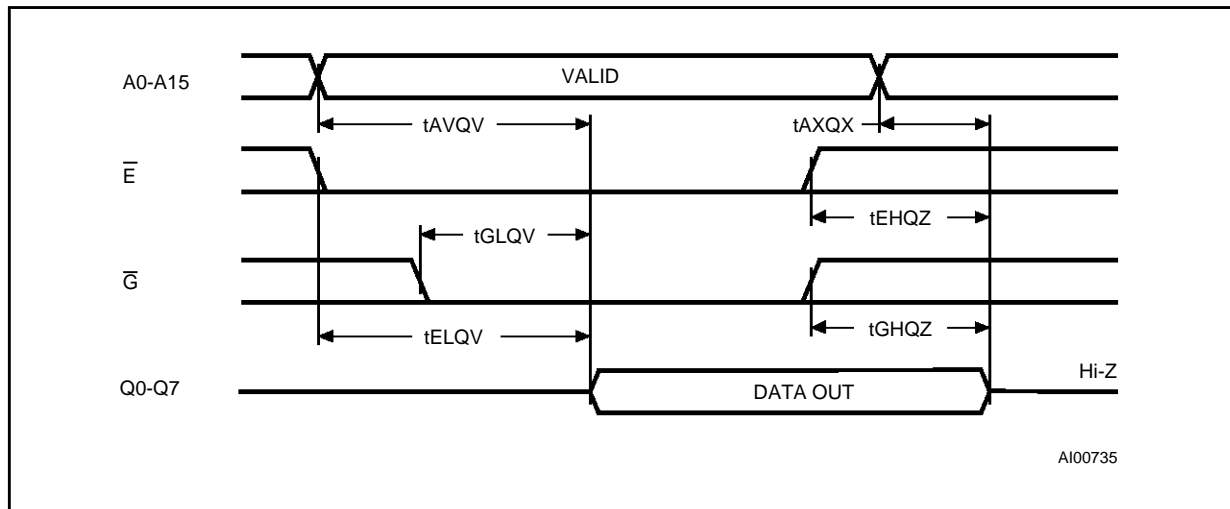 A0-A15
VALID
tAVQV
tAXQX
E̅
tEHQZ
tGLQV
G̅
tGHQZ
tELQV
Hi-Z
Q0-Q7
DATA OUT
AI00735